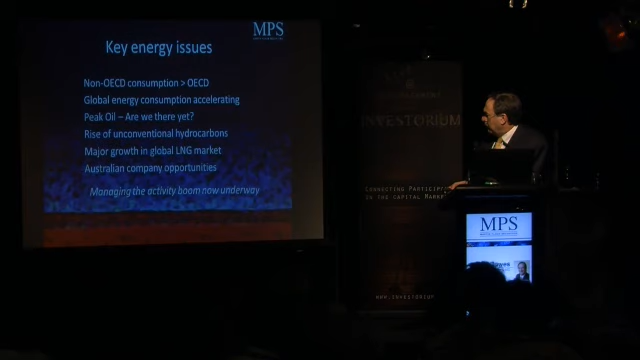 MPS
Key energy issues
Non-OECD consumption > OECD
Global energy consumption accelerating
Peak Oil – Are we there yet?
Rise of unconventional hydrocarbons
Major growth in global LNG market
Australian company opportunities
Managing the activity boom now underway
INVESTORIUM
CONNECTING
IN THE CAPITAL
MPS